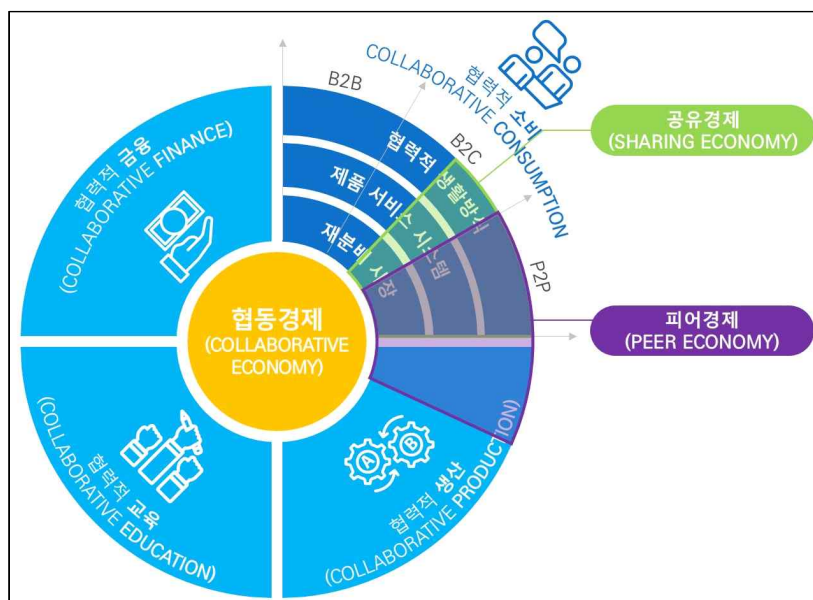 B2B
협력적 소비
COLLABORATIVE CONSUMPTION
B2C
P2P
협력적 생활방식
제품 서비스 시스템
재분배 시장
공유경제
(SHARING ECONOMY)
피어경제
(PEER ECONOMY)
협력적 금융
(COLLABORATIVE FINANCE)
협동경제
(COLLABORATIVE
ECONOMY)
협력적 교육
(COLLABORATIVE EDUCATION)
A
B
협력적 생산
(COLLABORATIVE PRODUCTION)